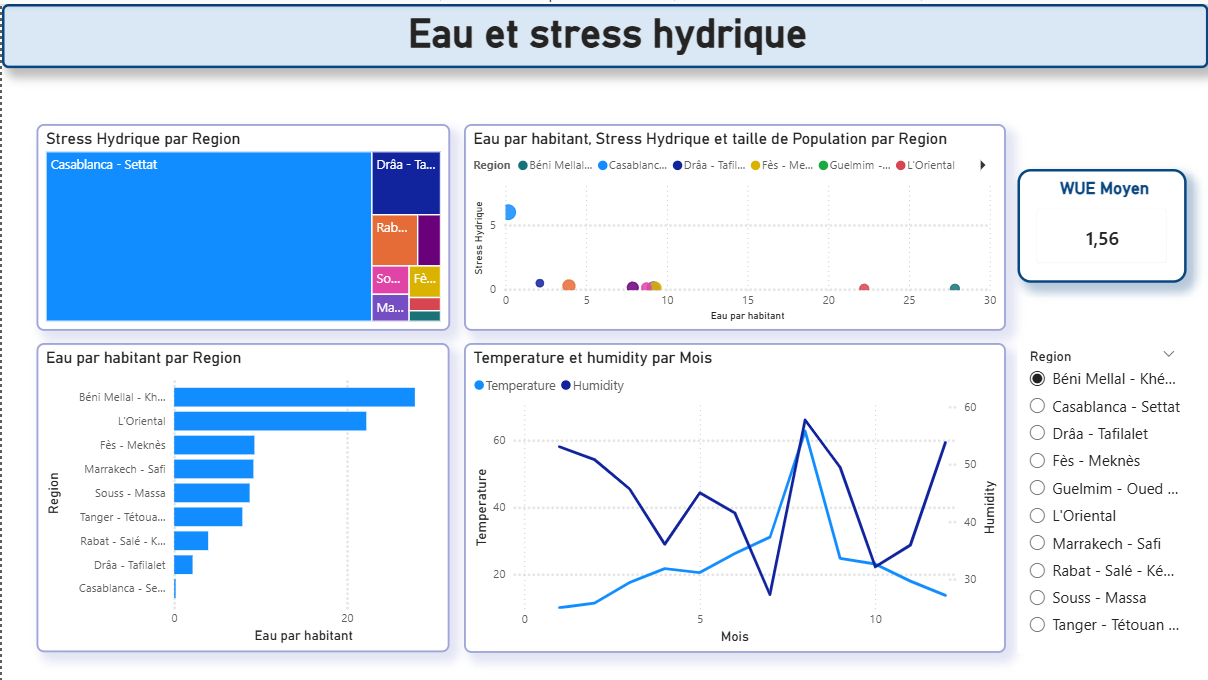 Eau et stress hydrique
Stress Hydrique par Region
Casablanca - Settat
Drâa - Ta...
Rab...
So...
Fè...
Ma...
Eau par habitant, Stress Hydrique et taille de Population par Region
Region Béni Mellal... Casablanc... Drâa - Tafil... Fès - Me... Guelmim -... L'Oriental
Stress Hydrique
5
0
0 5 10 15 20 25 30
Eau par habitant
WUE Moyen
1,56
Eau par habitant par Region
Region
Béni Mellal - Kh...
L'Oriental
Fès - Meknès
Marrakech - Safi
Souss - Massa
Tanger - Tétoua...
Rabat - Salé - K...
Drâa - Tafilalet
Casablanca - Se...
0 20
Eau par habitant
Temperature et humidity par Mois
Temperature Humidity
Temperature
60
40
20
60
50
40
30
Humidity
0 5 10
Mois
Region
Béni Mellal - Khé...
Casablanca - Settat
Drâa - Tafilalet
Fès - Meknès
Guelmim - Oued ...
L'Oriental
Marrakech - Safi
Rabat - Salé - Ké...
Souss - Massa
Tanger - Tétouan ...